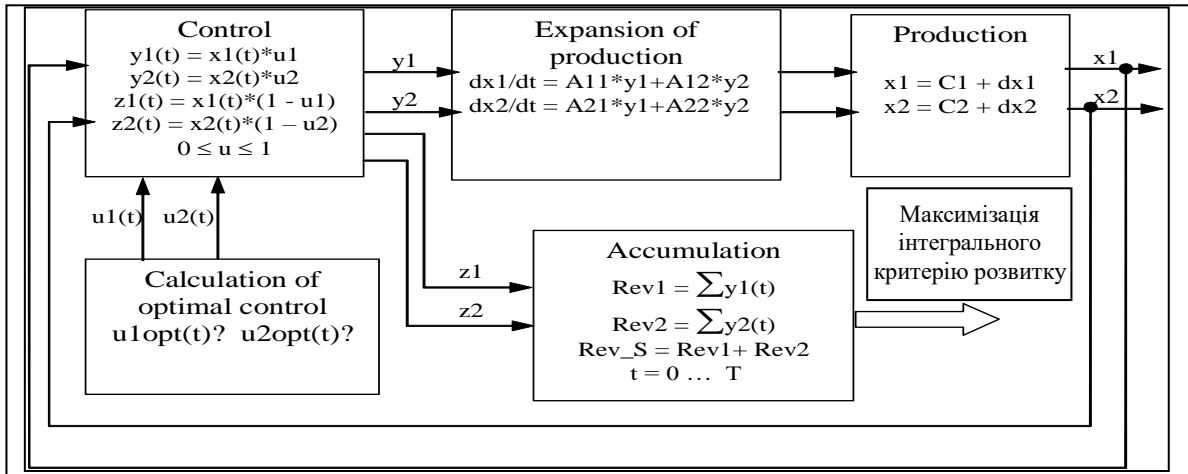 Control
y1(t) = x1(t)*u1
y2(t) = x2(t)*u2
z1(t) = x1(t)*(1 - u1)
z2(t) = x2(t)*(1 – u2)
0 ≤ u ≤ 1
y1
y2
Expansion of
production
dx1/dt = A11*y1+A12*y2
dx2/dt = A21*y1+A22*y2
Production
x1 = C1 + dx1
x2 = C2 + dx2
x1
x2
u1(t)
u2(t)
Calculation of
optimal control
u1opt(t)? u2opt(t)?
z1
z2
Accumulation
Rev1 = ∑y1(t)
Rev2 = ∑y2(t)
Rev_S = Rev1+ Rev2
t = 0 ... T
Максимізація
інтегрального
критерію розвитку